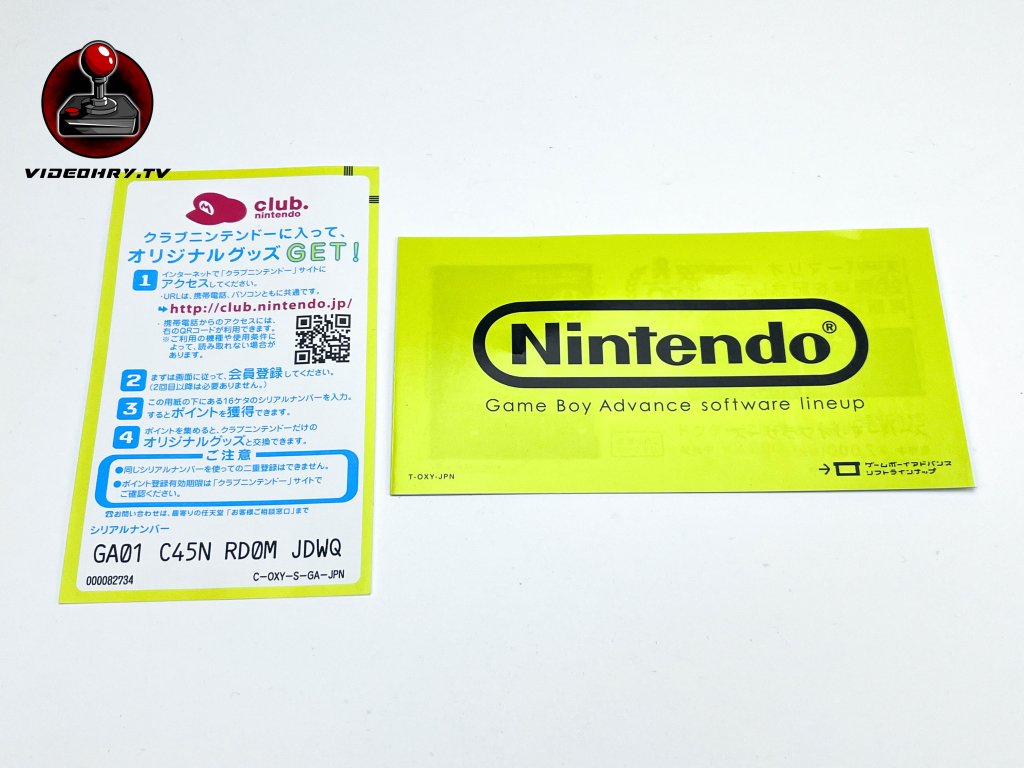 VIDEOHRY.TV
club.
nintendo
クラブニンテンドーに入って、
オリジナルグッズ GET!
1 インターネットで「クラブニンテンドー」サイトに
アクセスしてください。
・URLは、携帯電話、パソコンともに共通です。
➡http://club.nintendo.jp/
・携帯電話からのアクセスには、
右のQRコードが利用できます。
※ご利用の機種や使用条件に
よって、読み取れない場合が
あります。
2 まずは画面に従って、会員登録してください。
(2回目以降は必要ありません。)
3 この用紙の下にある16ケタのシリアルナンバーを入力。
するとポイントを獲得できます。
4 ポイントを集めると、クラブニンテンドーだけの
オリジナルグッズと交換できます。
ご注意
●同じシリアルナンバーを使っての二重登録はできません。
●ポイント登録有効期限は「クラブニンテンドー」サイトで
ご確認ください。
☎お問い合わせは、最寄りの任天堂「お客様ご相談窓口」まで
シリアルナンバー
GA01 C45N RD0M JDWQ
000082734 C-OXY-S-GA-JPN
Nintendo®
Game Boy Advance software lineup
T-OXY-JPN
ゲームボーイアドバンス
ソフトラインナップ